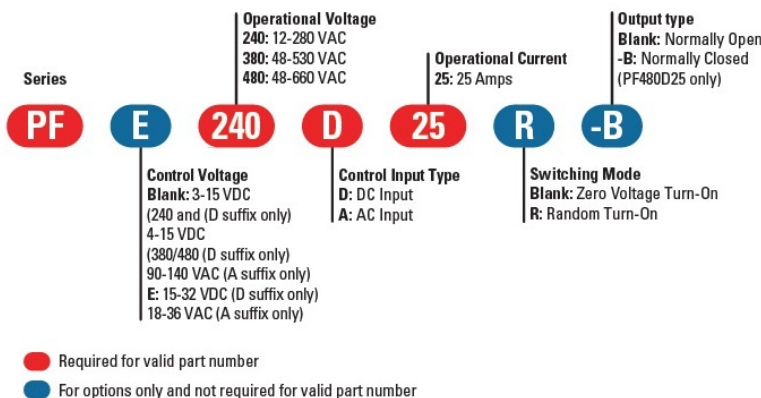 Operational Voltage
240: 12-280 VAC
380: 48-530 VAC
480: 48-660 VAC
Operational Current
25: 25 Amps
Output type
Blank: Normally Open
-B: Normally Closed
(PF480D25 only)
Series
PF E 240 D 25 R -B
Control Voltage
Blank: 3-15 VDC
(240 and (D suffix only)
4-15 VDC
(380/480 (D suffix only)
90-140 VAC (A suffix only)
E: 15-32 VDC (D suffix only)
18-36 VAC (A suffix only)
Control Input Type
D: DC Input
A: AC Input
Switching Mode
Blank: Zero Voltage Turn-On
R: Random Turn-On
Required for valid part number
For options only and not required for valid part number